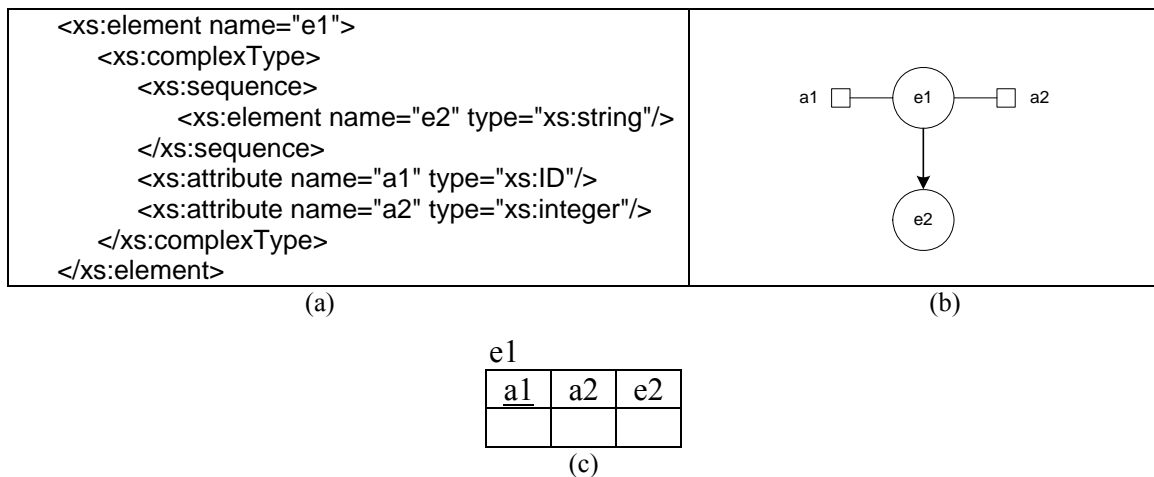 <xs:element name="e1">
<xs:complexType>
<xs:sequence>
<xs:element name="e2" type="xs:string"/>
</xs:sequence>
<xs:attribute name="a1" type="xs:ID"/>
<xs:attribute name="a2" type="xs:integer"/>
</xs:complexType>
</xs:element>
a1 e1 a2
e2
(a) (b)
e1
a1 a2 e2
(c)